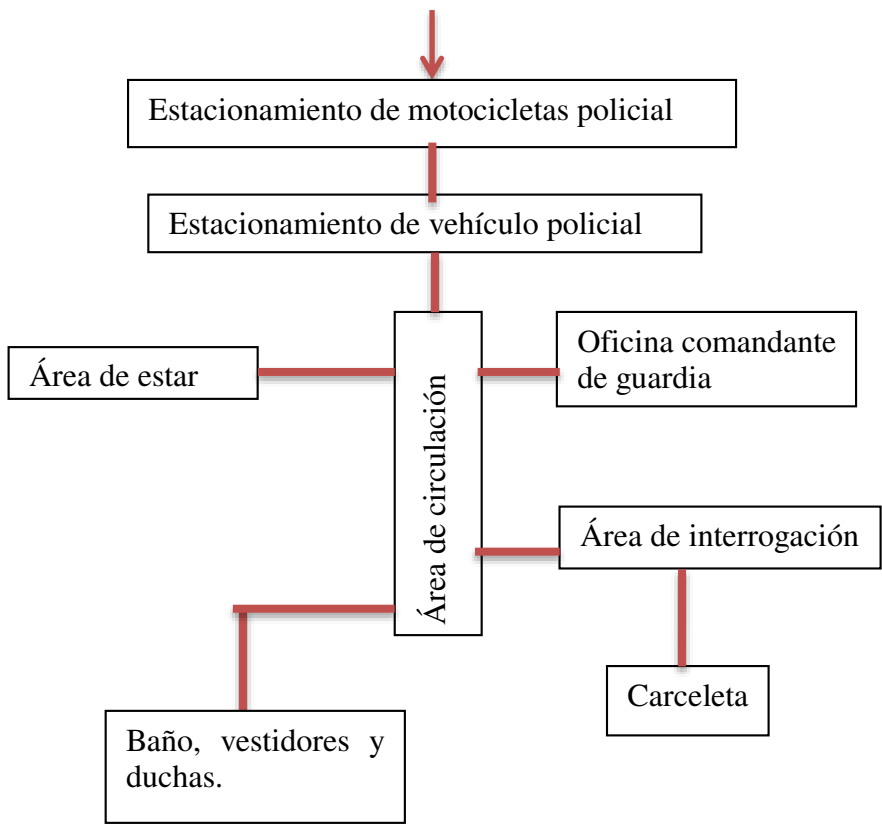 Estacionamiento de motocicletas policial
Estacionamiento de vehículo policial
Área de estar
Área de circulación
Oficina comandante
de guardia
Área de interrogación
Carceleta
Baño, vestidores y
duchas.